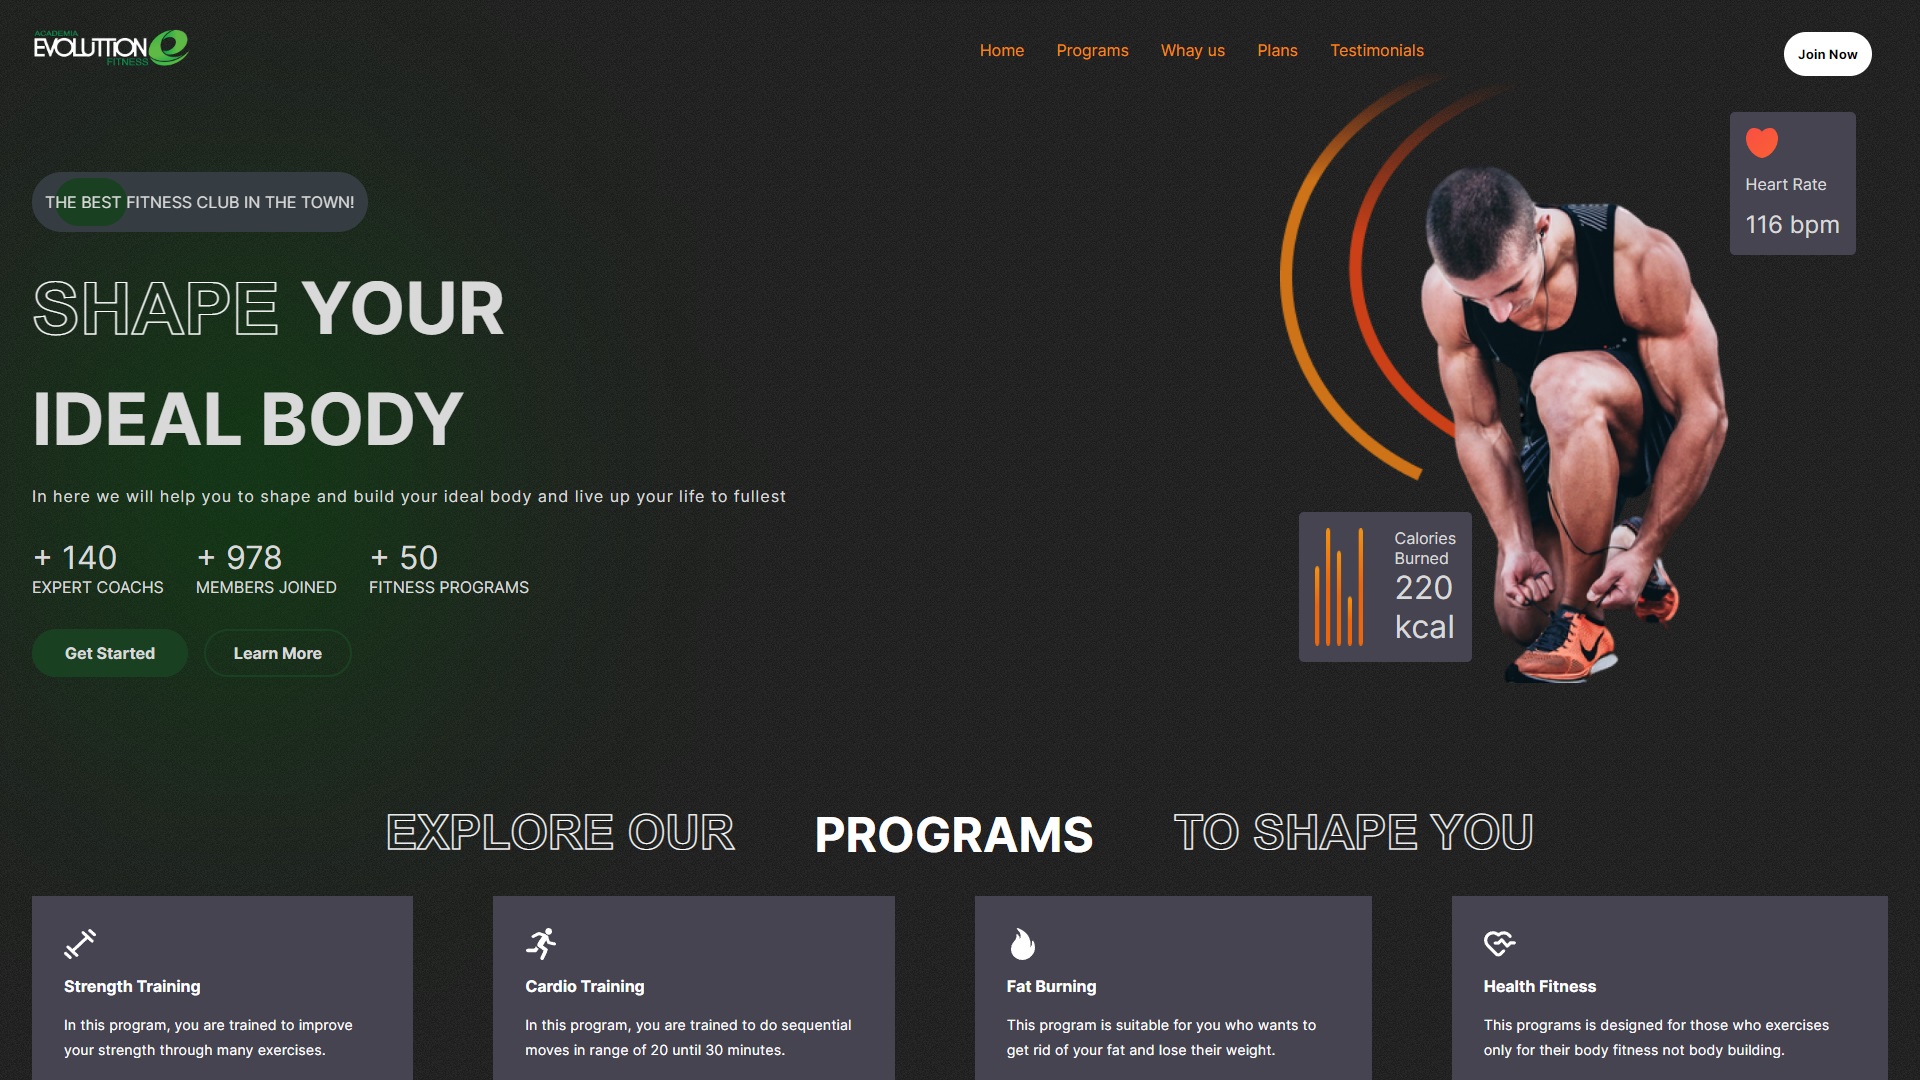 ACADEMIA
EVOLUTTION
FITNESS
Home Programs Whay us Plans Testimonials
Join Now
Heart Rate
116 bpm
THE BEST FITNESS CLUB IN THE TOWN!
SHAPE YOUR
IDEAL BODY
In here we will help you to shape and build your ideal body and live up your life to fullest
+ 140
EXPERT COACHS
+ 978
MEMBERS JOINED
+ 50
FITNESS PROGRAMS
Get Started
Learn More
Calories
Burned
220
kcal
EXPLORE OUR PROGRAMS TO SHAPE YOU
Strength Training
In this program, you are trained to improve
your strength through many exercises.
Cardio Training
In this program, you are trained to do sequential
moves in range of 20 until 30 minutes.
Fat Burning
This program is suitable for you who wants to
get rid of your fat and lose their weight.
Health Fitness
This programs is designed for those who exercises
only for their body fitness not body building.